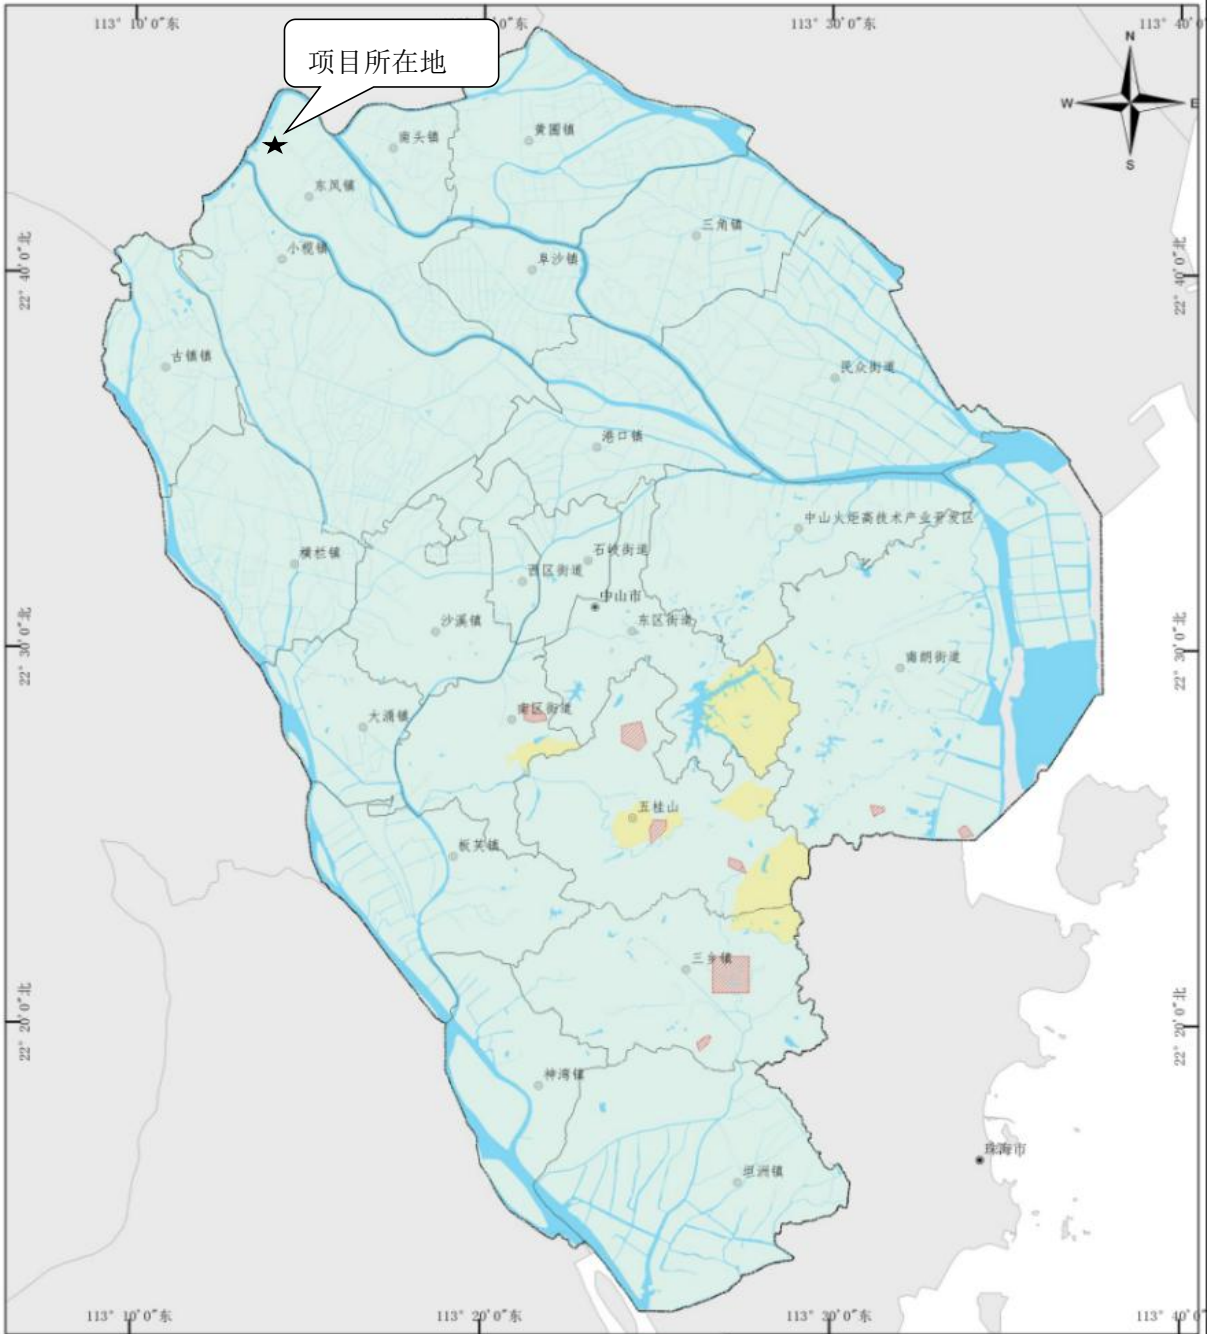 113° 10′0″东
113° 30′0″东
113° 40′0″
项目所在地
N
W
E
S
南头镇
黄圃镇
东凤镇
三角镇
小榄镇
阜沙镇
22° 40′0″北
22° 40′0″北
古镇镇
民众街道
港口镇
中山火炬高技术产业开发区
横栏镇
石岐街道
西区街道
中山市
沙溪镇
东区街道
22° 30′0″北
22° 30′0″北
南朗街道
大涌镇
南区街道
五桂山
板芙镇
三乡镇
22° 20′0″北
22° 20′0″北
神湾镇
珠海市
坦洲镇
113° 10′0″东
113° 20′0″东
113° 30′0″东
113° 40′0